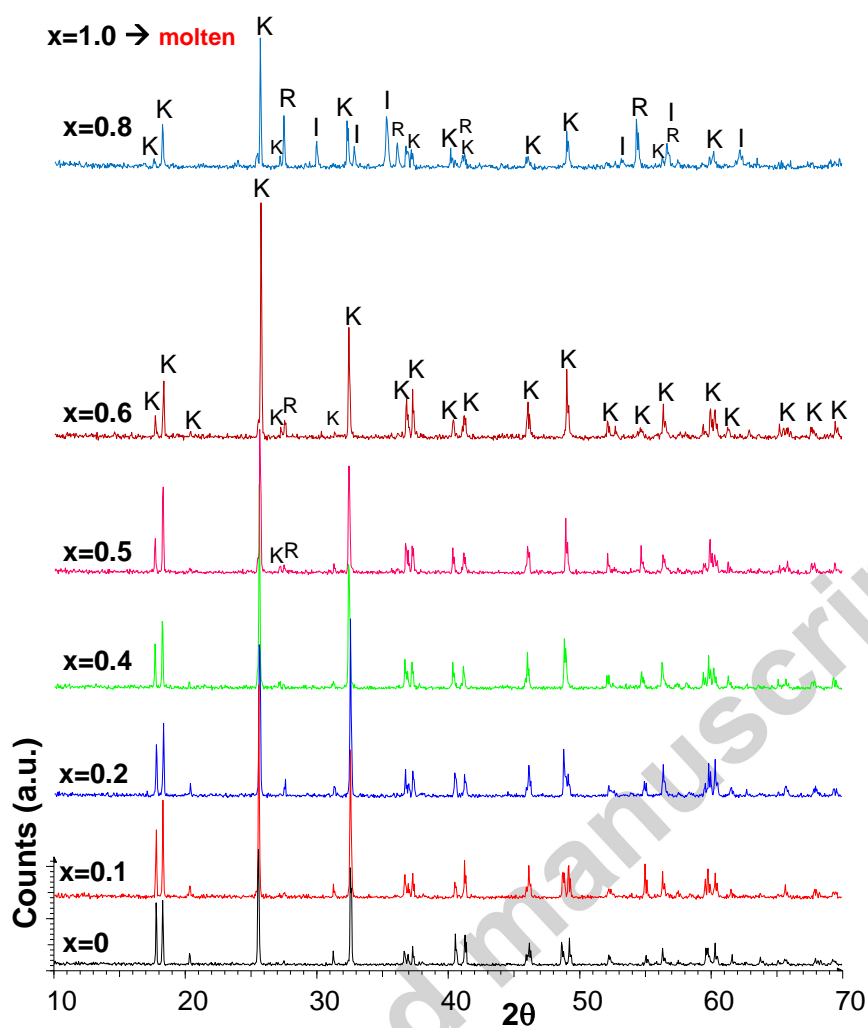 x=1.0 → molten
K
x=0.8
K K K K R I K I I R K K R K K K I R K I R K K I
K
x=0.6
K K K K R K K K K K K K K K K K K K K K K
x=0.5
K R
x=0.4
x=0.2
x=0.1
x=0
Counts (a.u.)
10 20 30 40 50 60 70
2θ
d manuscri